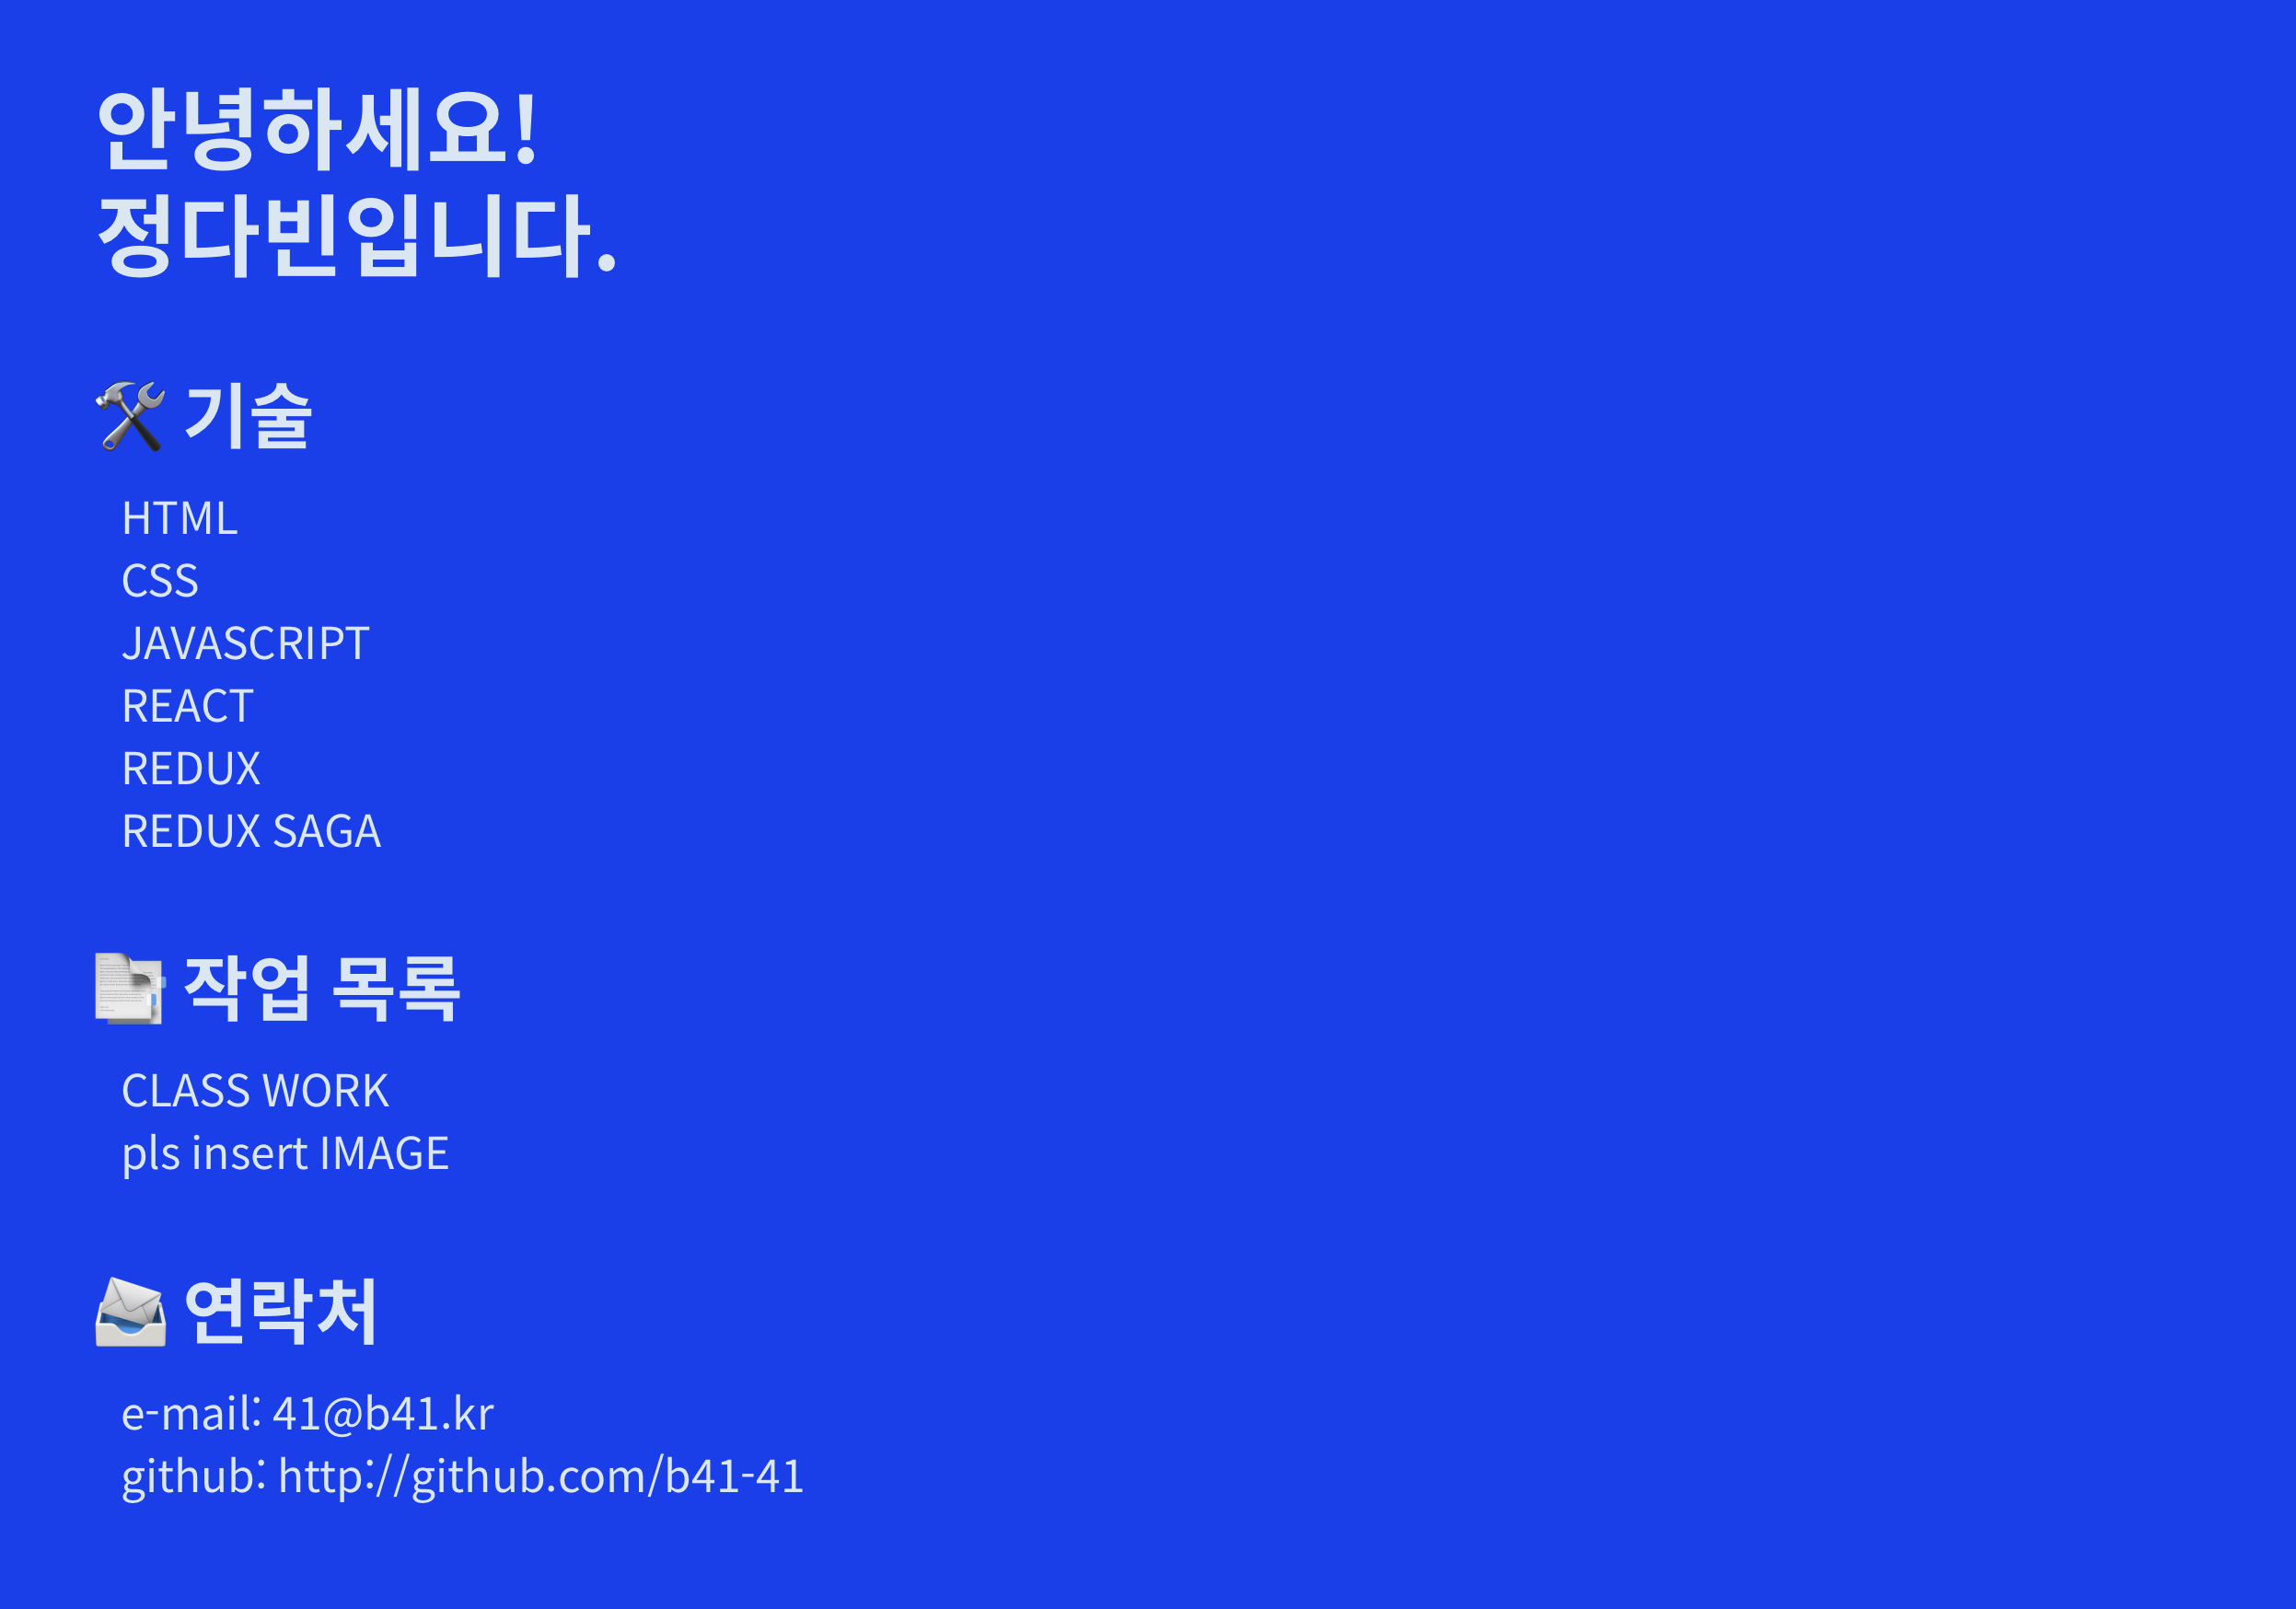 안녕하세요!
정다빈입니다.
🛠 기술
HTML
CSS
JAVASCRIPT
REACT
REDUX
REDUX SAGA
📑 작업 목록
CLASS WORK
pls insert IMAGE
📨 연락처
e-mail: 41@b41.kr
github: http://github.com/b41-41